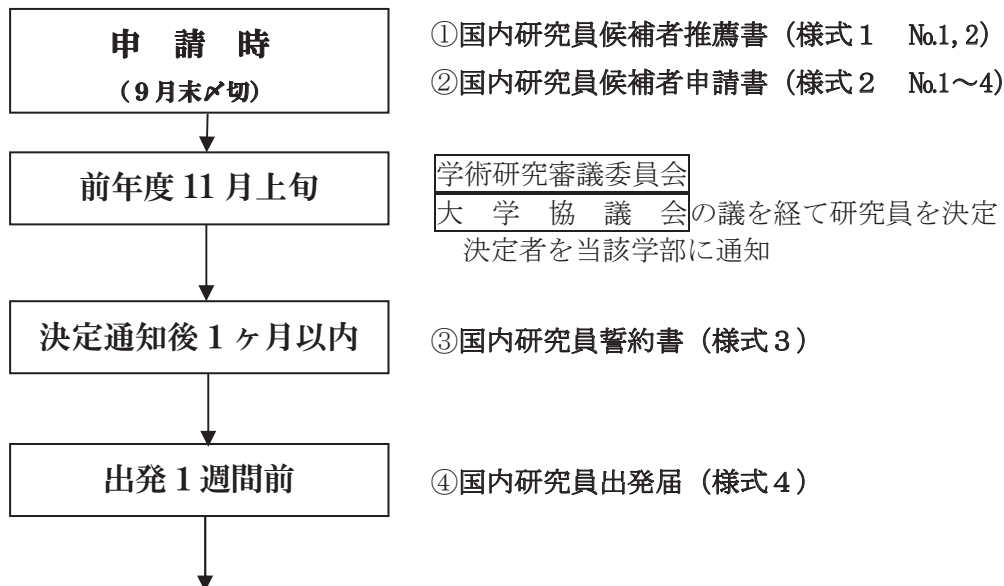 申　請　時
(9月末〆切)
①国内研究員候補者推薦書（様式１　№1,2）
②国内研究員候補者申請書（様式２　№1～4）
前年度 11 月上旬
学術研究審議委員会
大　学　協　議　会の議を経て研究員を決定
決定者を当該学部に通知
決定通知後１ヶ月以内
③国内研究員誓約書（様式３）
出発１週間前
④国内研究員出発届（様式４）